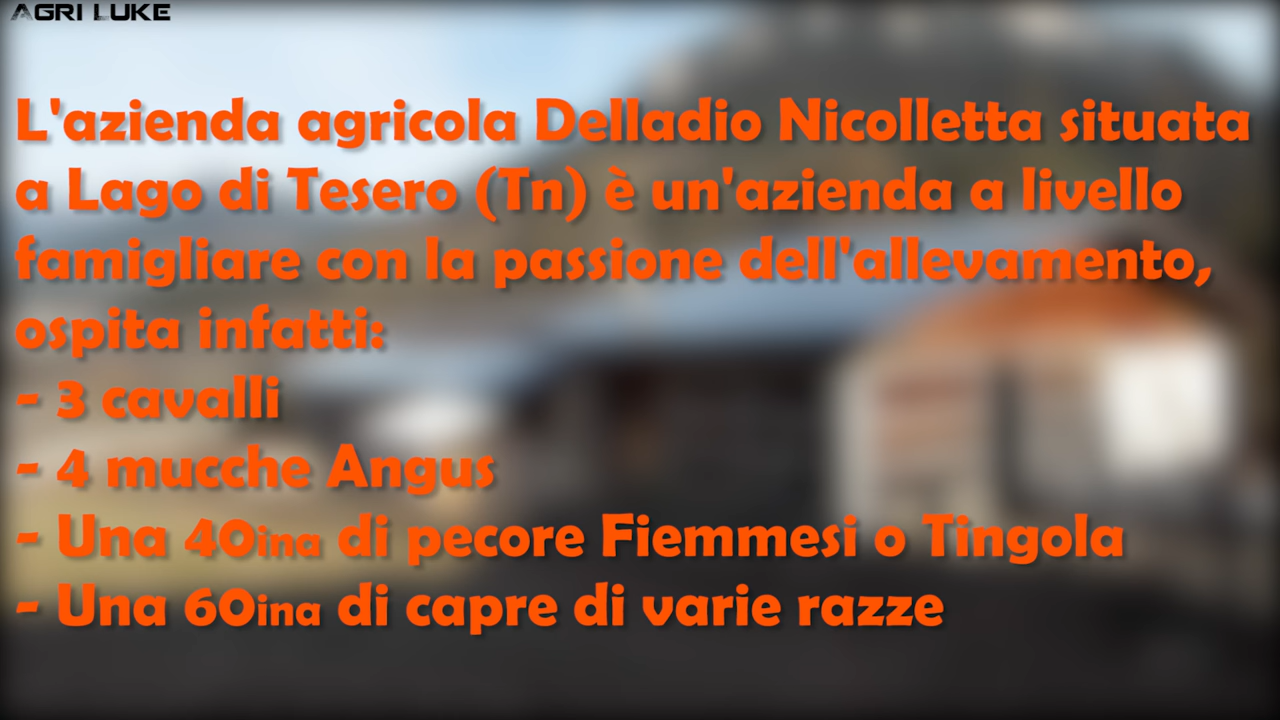 AGRI LUKE
L'azienda agricola Delladio Nicolletta situata
a Lago di Tesero (Tn) è un'azienda a livello
famigliare con la passione dell'allevamento,
ospita infatti:
- 3 cavalli
- 4 mucche Angus
- Una 40ina di pecore Fiemmesi o Tingola
- Una 60ina di capre di varie razze